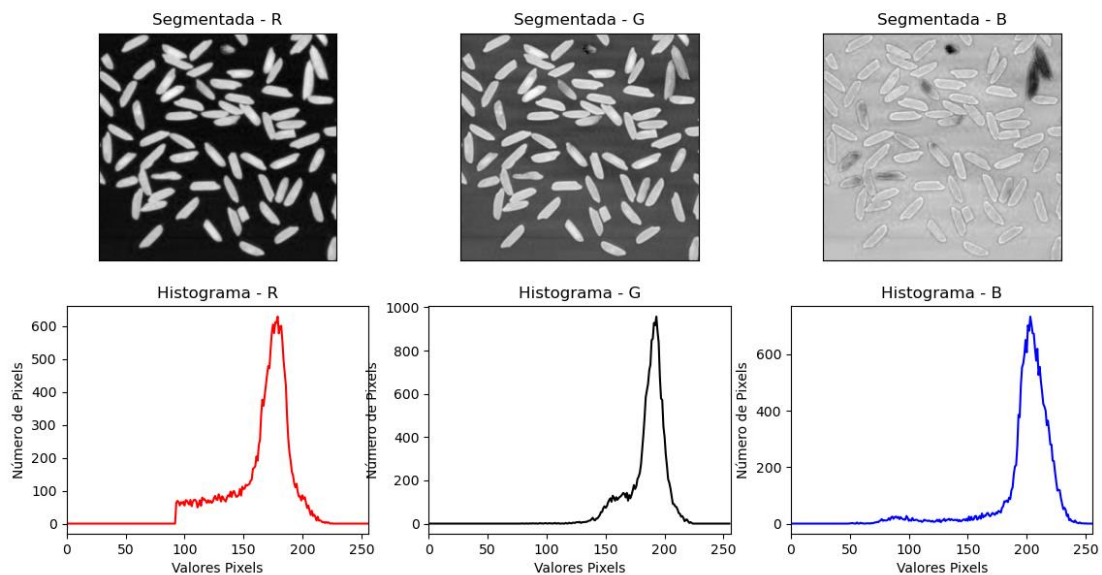 Segmentada - R
Segmentada - G
Segmentada - B
Histograma - R
Histograma - G
Histograma - B
Número de Pixels
600
500
400
300
200
100
0
0 50 100 150 200 250
Valores Pixels
Número de Pixels
1000
800
600
400
200
0
0 50 100 150 200 250
Valores Pixels
Número de Pixels
600
400
200
0
0 50 100 150 200 250
Valores Pixels